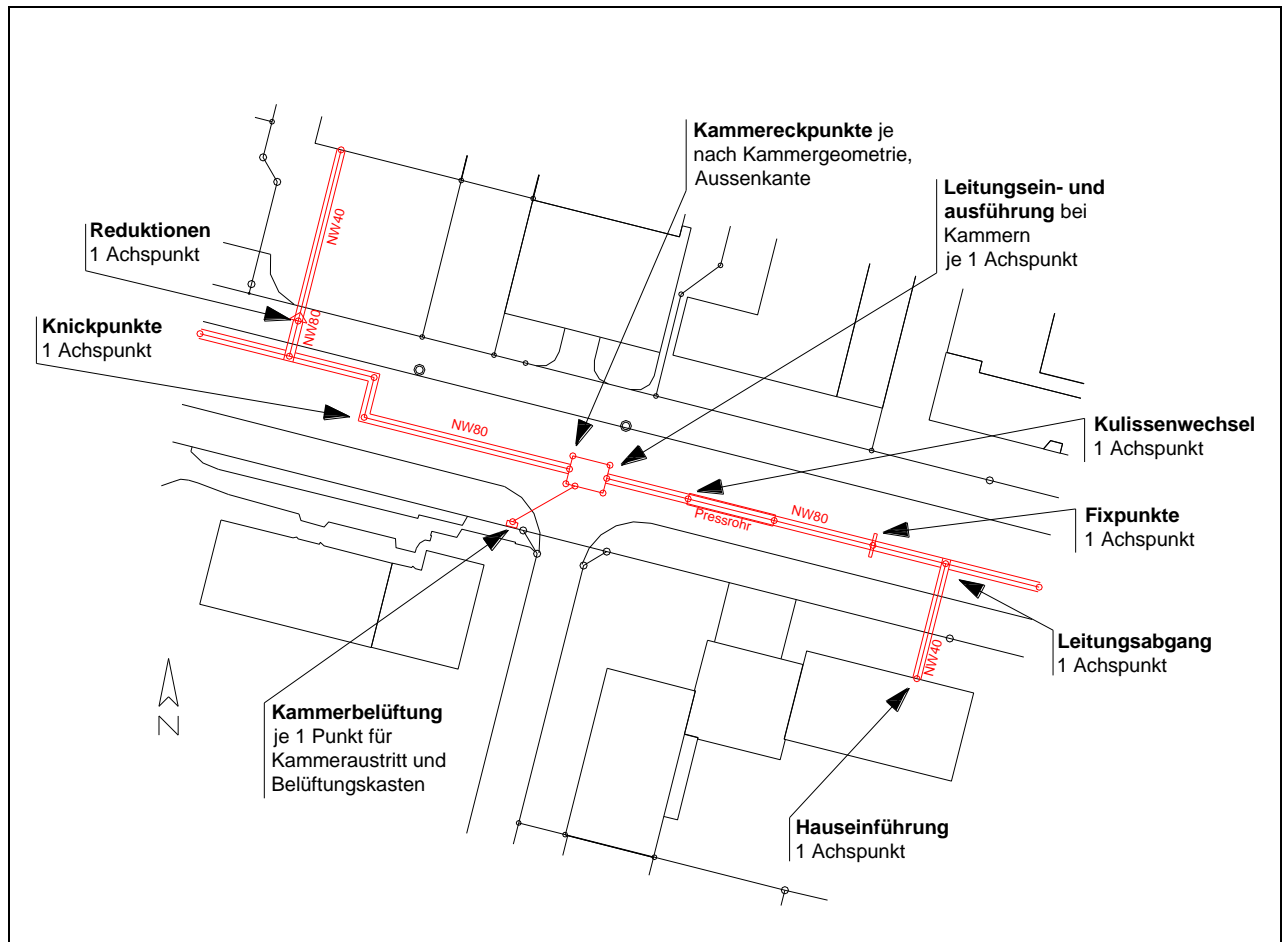 Kammereckpunkte je
nach Kammergeometrie,
Aussenkante
Leitungsein- und
ausführung bei
Kammern
je 1 Achspunkt
Reduktionen
1 Achspunkt
NW40
NW80
Knickpunkte
1 Achspunkt
NW80
Kulissenwechsel
1 Achspunkt
NW80
Pressrohr
Fixpunkte
1 Achspunkt
Leitungsabgang
1 Achspunkt
NW40
N
Kammerbelüftung
je 1 Punkt für
Kammeraustritt und
Belüftungskasten
Hauseinführung
1 Achspunkt